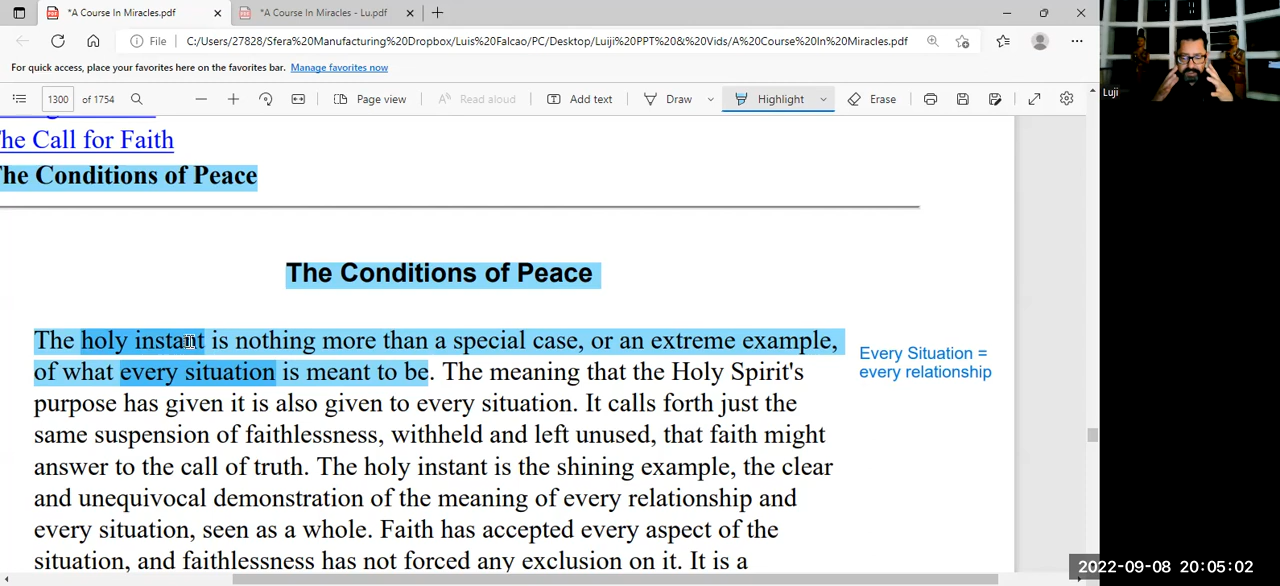 *A Course In Miracles.pdf
*A Course In Miracles - Lu.pdf
File
C:/Users/27828/Sfera%20Manufacturing%20Dropbox/Luis%20Falcao/PC/Desktop/Luiji%20PPT%20&%20Vids/A%20Course%20In%20Miracles.pdf
For quick access, place your favorites here on the favorites bar. Manage favorites now
1300 of 1754
Page view
Read aloud
Add text
Draw
Highlight
Erase
Luji
he Call for Faith
The Conditions of Peace
The Conditions of Peace
The holy instant is nothing more than a special case, or an extreme example,
of what every situation is meant to be. The meaning that the Holy Spirit's
purpose has given it is also given to every situation. It calls forth just the
same suspension of faithlessness, withheld and left unused, that faith might
answer to the call of truth. The holy instant is the shining example, the clear
and unequivocal demonstration of the meaning of every relationship and
every situation, seen as a whole. Faith has accepted every aspect of the
situation, and faithlessness has not forced any exclusion on it. It is a
Every Situation =
every relationship
2022-09-08 20:05:02